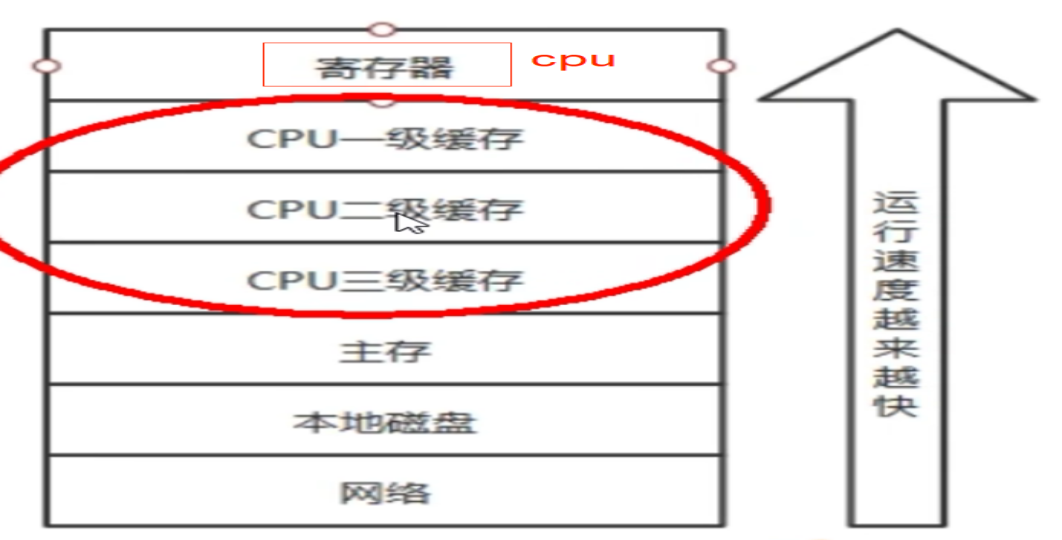 寄存器 cpu
CPU一级缓存
CPU二级缓存
CPU三级缓存
主存
本地磁盘
网络
运行速度越来越快